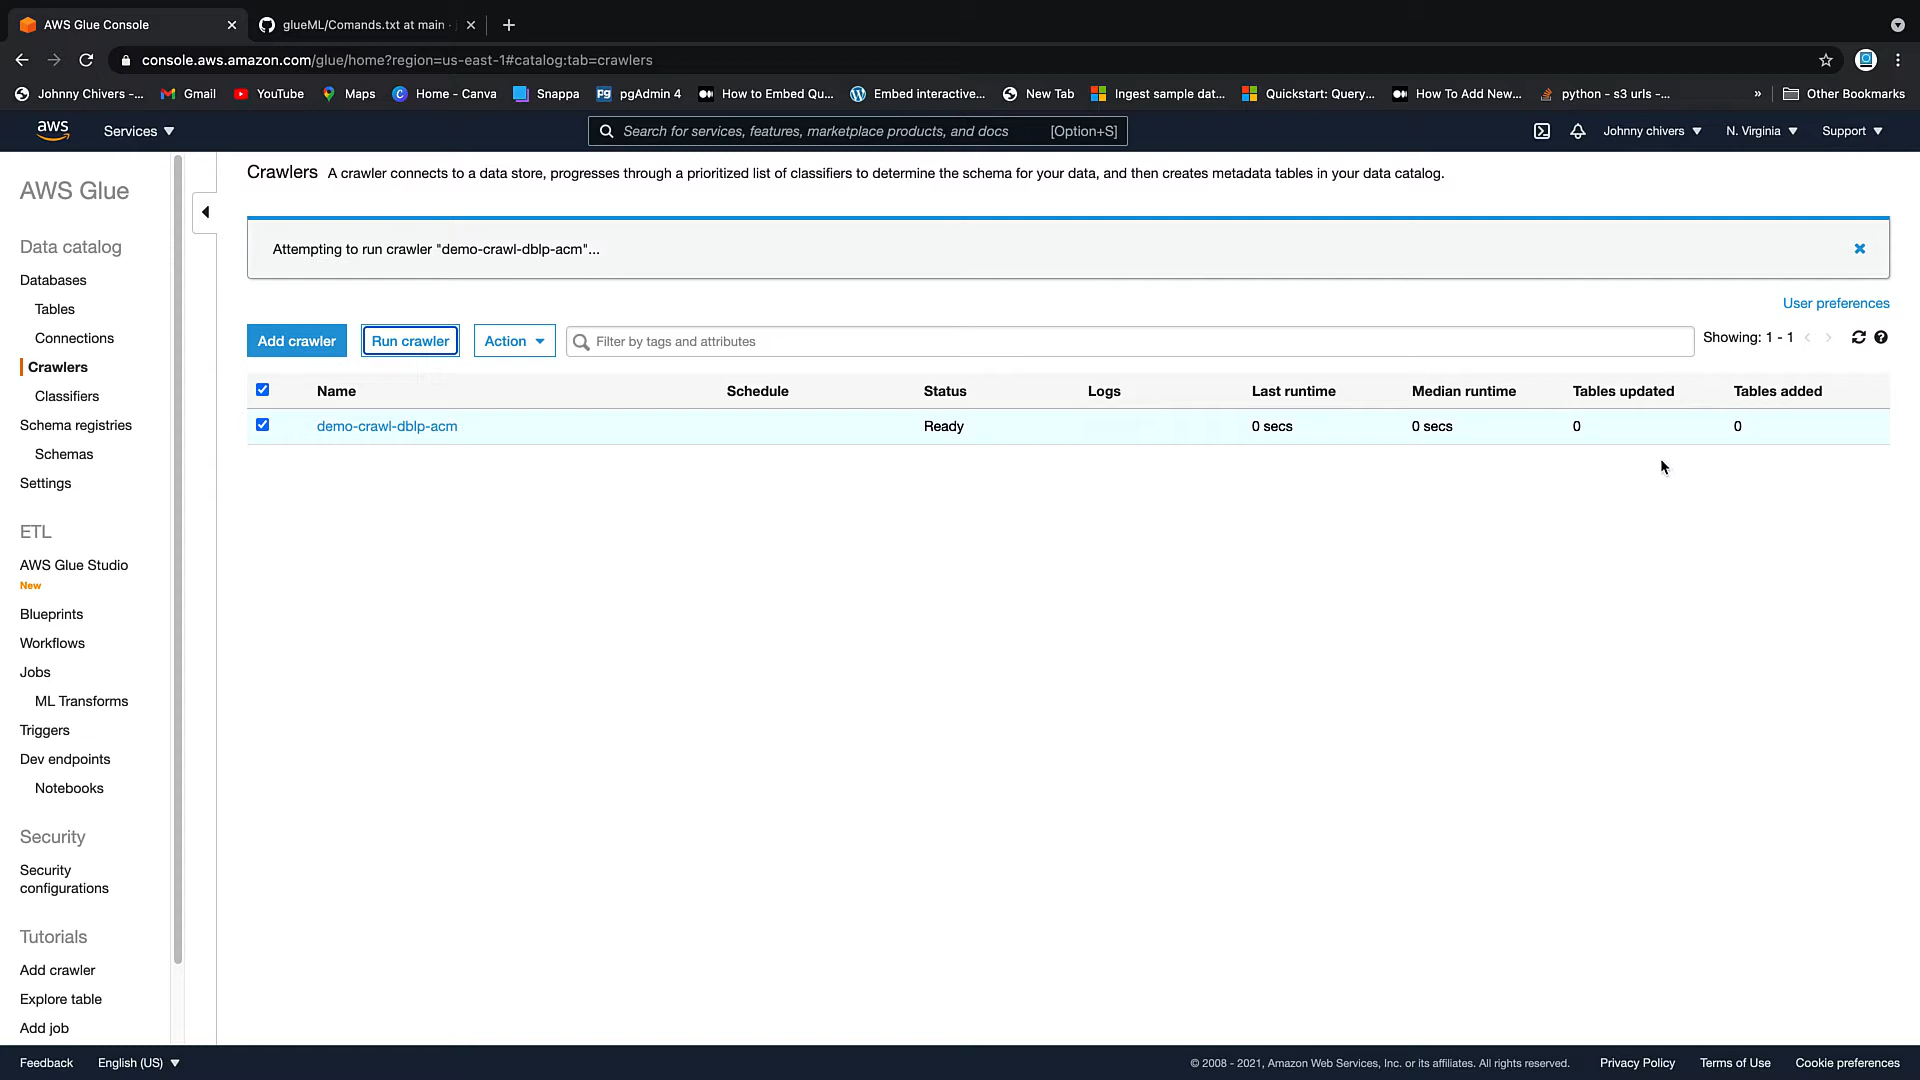 AWS Glue Console
glueML/Comands.txt at main ·
console.aws.amazon.com/glue/home?region=us-east-1#catalog:tab=crawlers
Johnny Chivers -...
Gmail
YouTube
Maps
Home - Canva
Snappa
pgAdmin 4
How to Embed Qu...
Embed interactive...
New Tab
Ingest sample dat...
Quickstart: Query...
How To Add New...
python - s3 urls -...
»
Other Bookmarks
aws
Services
Search for services, features, marketplace products, and docs
[Option+S]
Johnny chivers
N. Virginia
Support
AWS Glue
Data catalog
Databases
Tables
Connections
Crawlers
Classifiers
Schema registries
Schemas
Settings
ETL
AWS Glue Studio
New
Blueprints
Workflows
Jobs
ML Transforms
Triggers
Dev endpoints
Notebooks
Security
Security
configurations
Tutorials
Add crawler
Explore table
Add job
Crawlers A crawler connects to a data store, progresses through a prioritized list of classifiers to determine the schema for your data, and then creates metadata tables in your data catalog.
Attempting to run crawler "demo-crawl-dblp-acm"...
User preferences
Add crawler
Run crawler
Action
Filter by tags and attributes
Showing: 1 - 1
Name Schedule Status Logs Last runtime Median runtime Tables updated Tables added
demo-crawl-dblp-acm Ready 0 secs 0 secs 0 0
Feedback
English (US)
© 2008 - 2021, Amazon Web Services, Inc. or its affiliates. All rights reserved.
Privacy Policy
Terms of Use
Cookie preferences